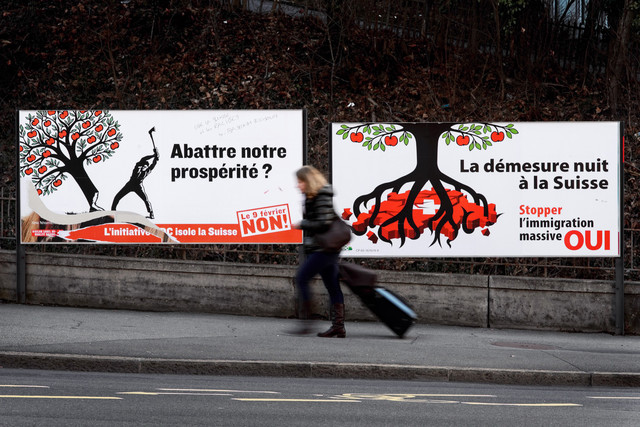 Abattre notre
prospérité ?
Le 9 février
NON!
L'initiative isole la Suisse
La démesure nuit
à la Suisse
Stopper
l'immigration
massive OUI